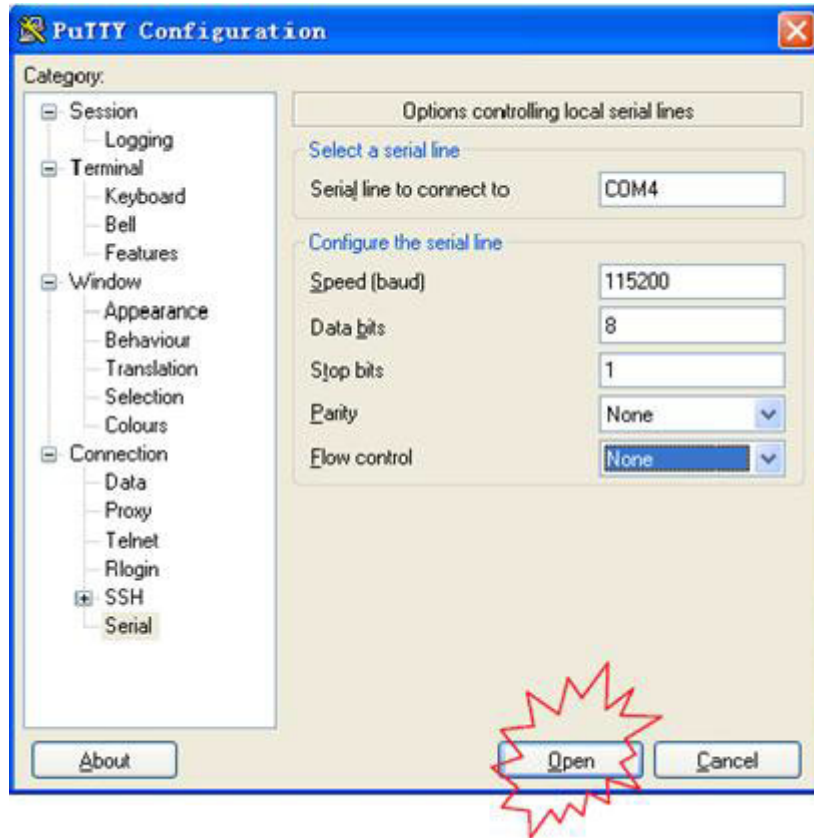 PuTTY Configuration
Category:
Session
Logging
Terminal
Keyboard
Bell
Features
Window
Appearance
Behaviour
Translation
Selection
Colours
Connection
Data
Proxy
Telnet
Rlogin
SSH
Serial
Options controlling local serial lines
Select a serial line
Serial line to connect to COM4
Configure the serial line
Speed (baud) 115200
Data bits 8
Stop bits 1
Parity None
Flow control None
About Open Cancel